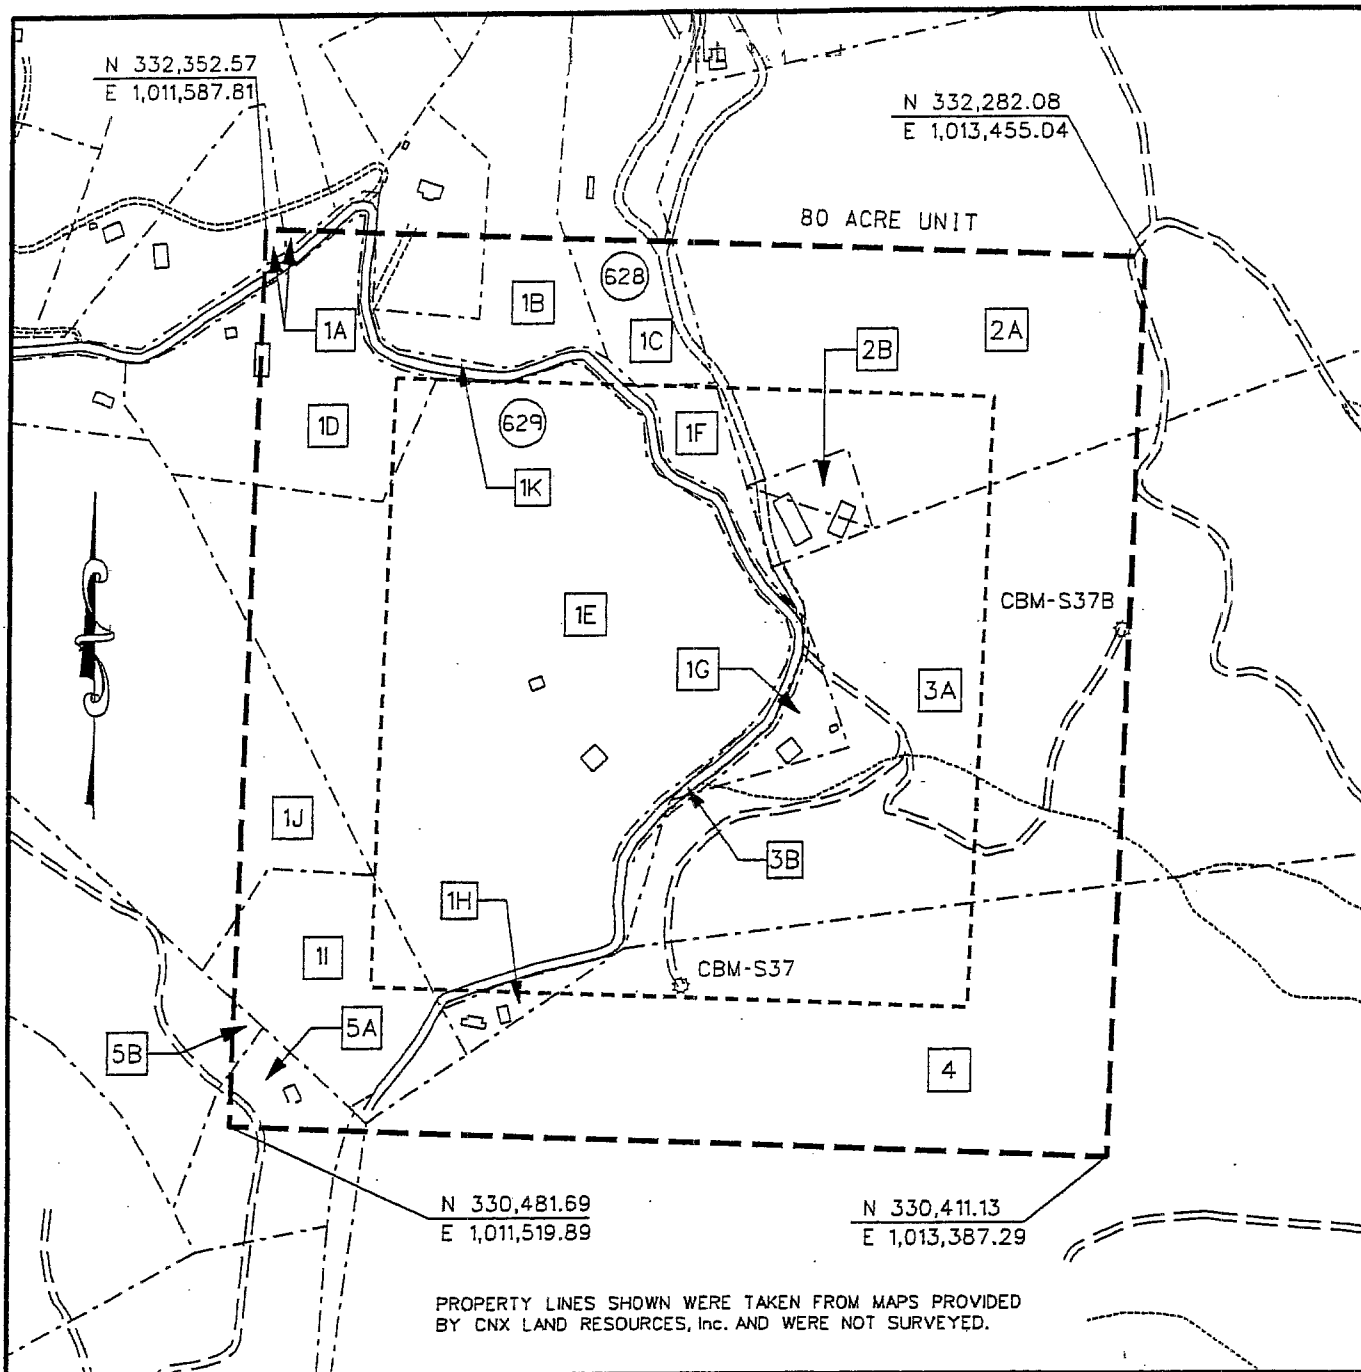 N 332,352.57
E 1,011,587.81
N 332,282.08
E 1,013,455.04
80 ACRE UNIT
628
1B
1A
1C
2B
2A
1D
629
1F
1K
1E
CBM-S37B
1G
3A
1J
3B
1H
1I
CBM-S37
5A
5B
4
N 330,481.69
E 1,011,519.89
N 330,411.13
E 1,013,387.29
PROPERTY LINES SHOWN WERE TAKEN FROM MAPS PROVIDED
BY CNX LAND RESOURCES, Inc. AND WERE NOT SURVEYED.